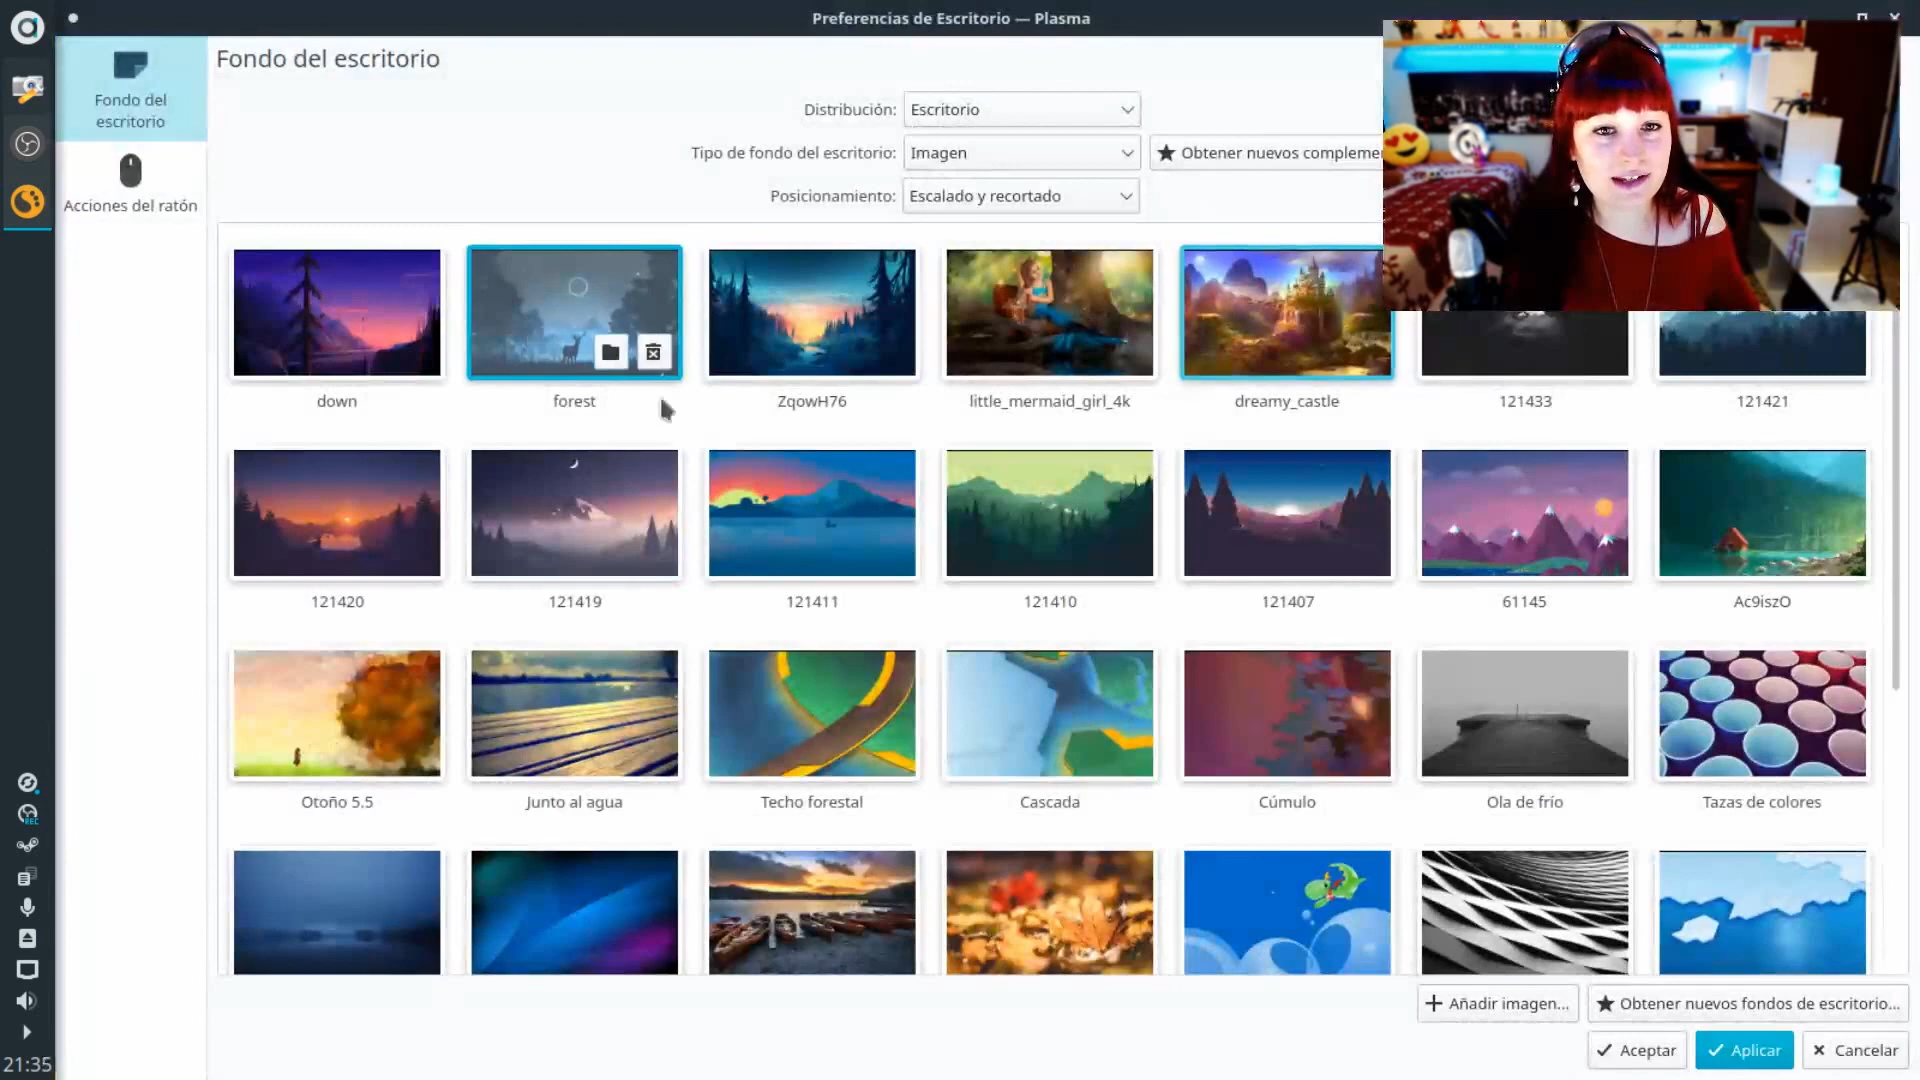 Preferencias de Escritorio — Plasma
Fondo del escritorio
Fondo del
escritorio
Acciones del ratón
Distribución: Escritorio
Tipo de fondo del escritorio: Imagen
Obtener nuevos complemen
Posicionamiento: Escalado y recortado
down
forest
ZqowH76
little_mermaid_girl_4k
dreamy_castle
121433
121421
121420
121419
121411
121410
121407
61145
Ac9iszO
Otoño 5.5
Junto al agua
Techo forestal
Cascada
Cúmulo
Ola de frío
Tazas de colores
REC
Añadir imagen...
Obtener nuevos fondos de escritorio...
Aceptar
Aplicar
Cancelar
21:35